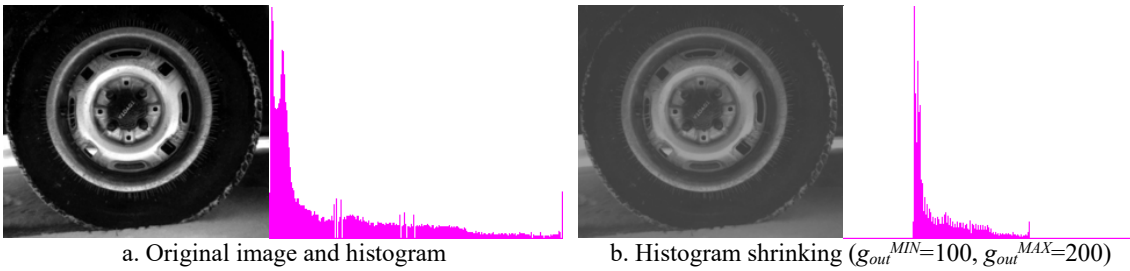 a. Original image and histogram
b. Histogram shrinking (g_out^MIN=100, g_out^MAX=200)